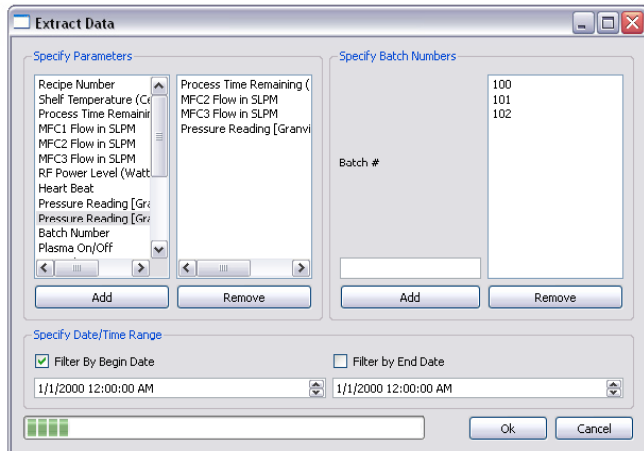 Extract Data
Specify Parameters
Recipe Number
Shelf Temperature (Ce
Process Time Remainir
MFC1 Flow in SLPM
MFC2 Flow in SLPM
MFC3 Flow in SLPM
RF Power Level (Watt
Heart Beat
Pressure Reading [Gra
Pressure Reading [Gra
Batch Number
Plasma On/Off
Process Time Remaining (
MFC2 Flow in SLPM
MFC3 Flow in SLPM
Pressure Reading [Granvi
Add
Remove
Specify Batch Numbers
Batch #
100
101
102
Add
Remove
Specify Date/Time Range
Filter By Begin Date
Filter by End Date
1/1/2000 12:00:00 AM
1/1/2000 12:00:00 AM
Ok
Cancel